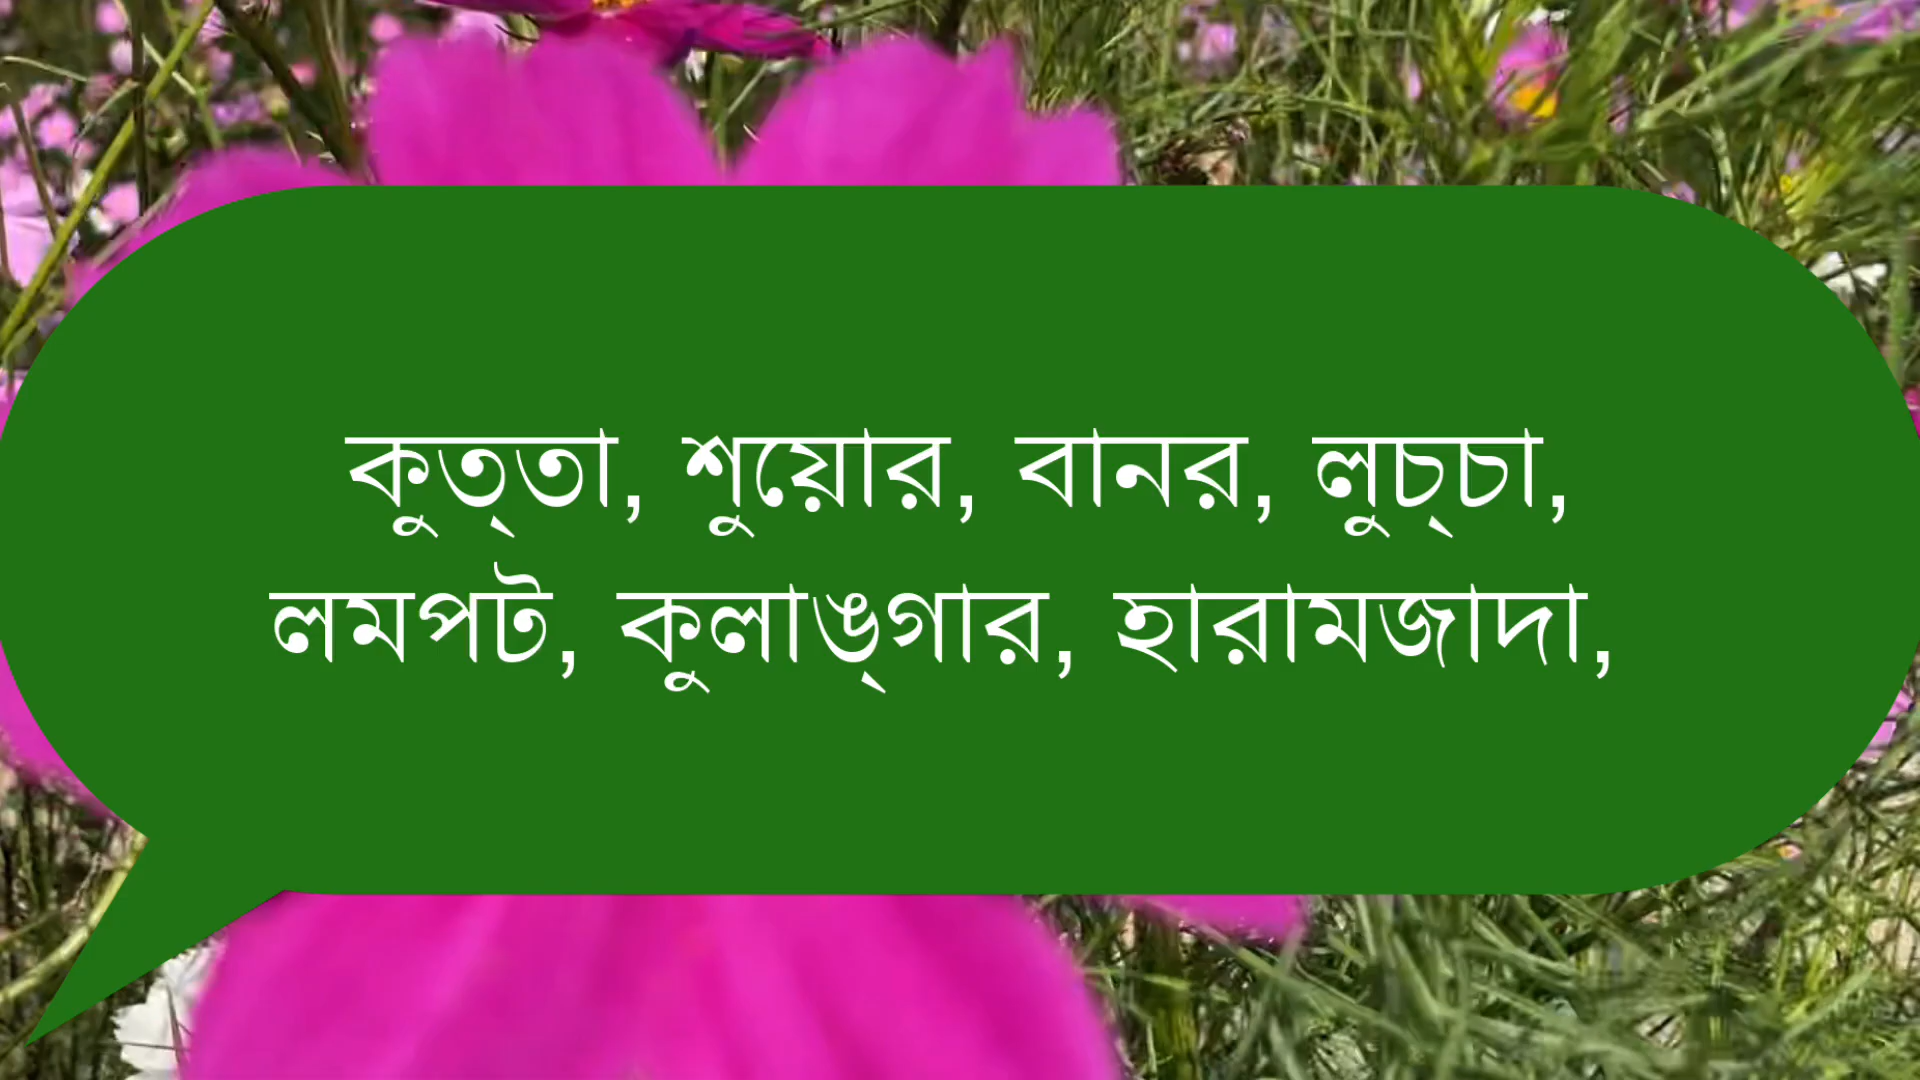 কুত্‌তা, শুয়োর, বানর, লুচ্‌চা,
লমপট, কুলাঙ্‌গার, হারামজাদা,